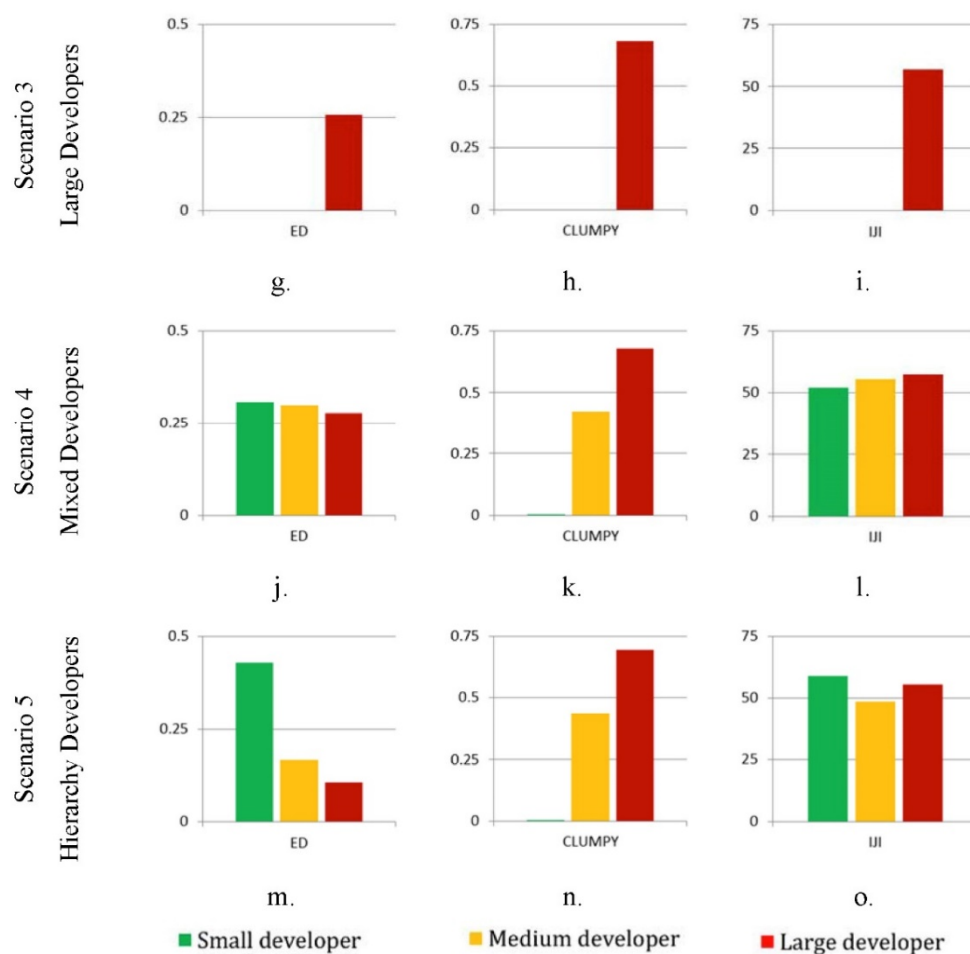 Scenario 3
Large Developers
0.5
0.25
0
ED
g.
0.75
0.5
0.25
0
CLUMPY
h.
75
50
25
0
IJI
i.
Scenario 4
Mixed Developers
0.5
0.25
0
ED
j.
0.75
0.5
0.25
0
CLUMPY
k.
75
50
25
0
IJI
l.
Scenario 5
Hierarchy Developers
0.5
0.25
0
ED
m.
0.75
0.5
0.25
0
CLUMPY
n.
75
50
25
0
IJI
o.
Small developer
Medium developer
Large developer